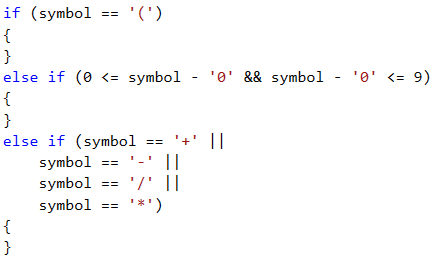 if (symbol == '(')
{
}
else if (0 <= symbol - '0' && symbol - '0' <= 9)
{
}
else if (symbol == '+' ||
    symbol == '-' ||
    symbol == '/' ||
    symbol == '*')
{
}